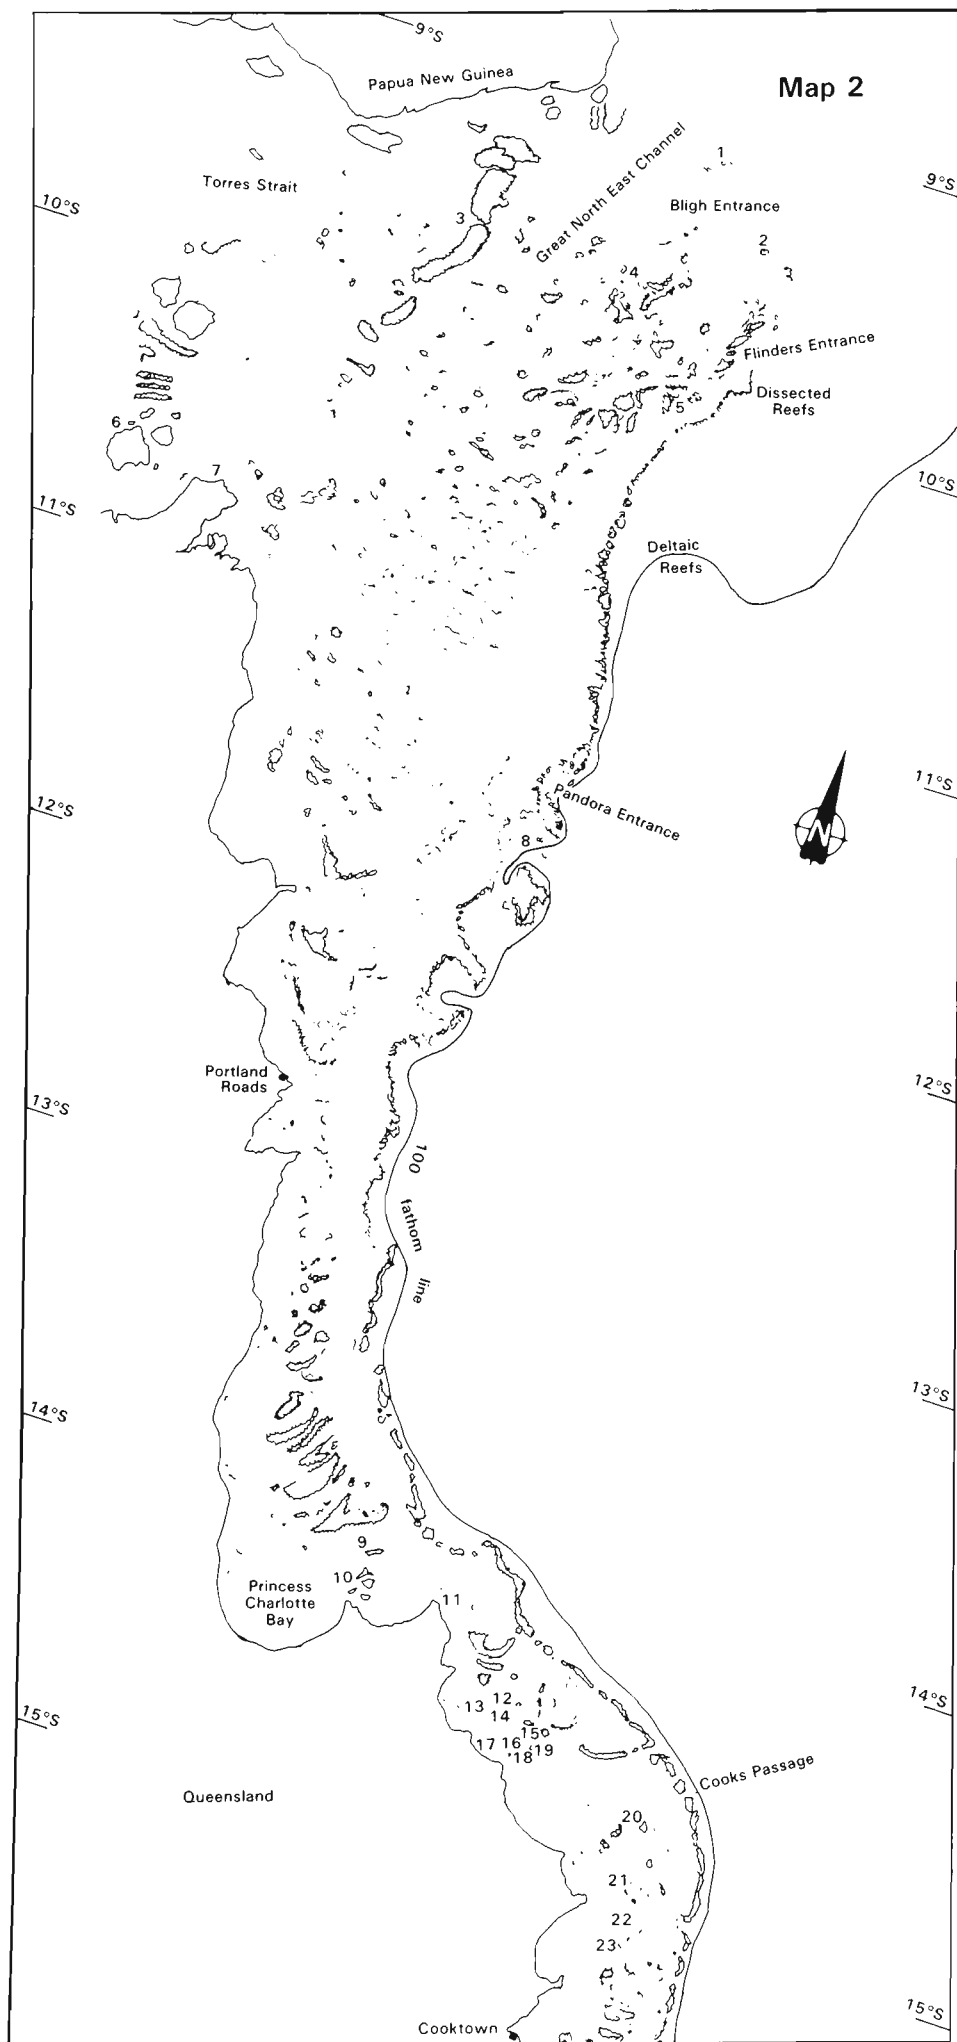 9°S
Papua New Guinea
Map 2
1
Torres Strait
Great North East Channel
9°S
10°S
Bligh Entrance
3
2
4
Flinders Entrance
Dissected
Reefs
5
6
7
10°S
11°S
Deltaic
Reefs
11°S
12°S
Pandora Entrance
N
8
Portland
Roads
12°S
13°S
100 fathom line
13°S
14°S
9
10
Princess
Charlotte
Bay
11
14°S
12
13
14
15°S
15
17 16
19
18
Cooks Passage
Queensland
20
21
22
23
15°S
Cooktown